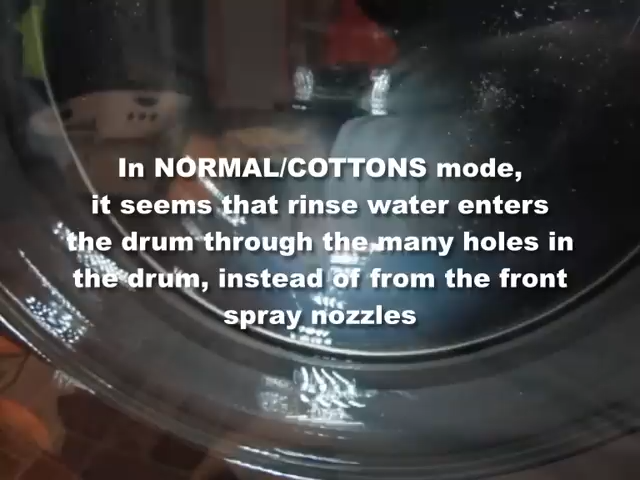 In NORMAL/COTTONS mode,
it seems that rinse water enters
the drum through the many holes in
the drum, instead of from the front
spray nozzles